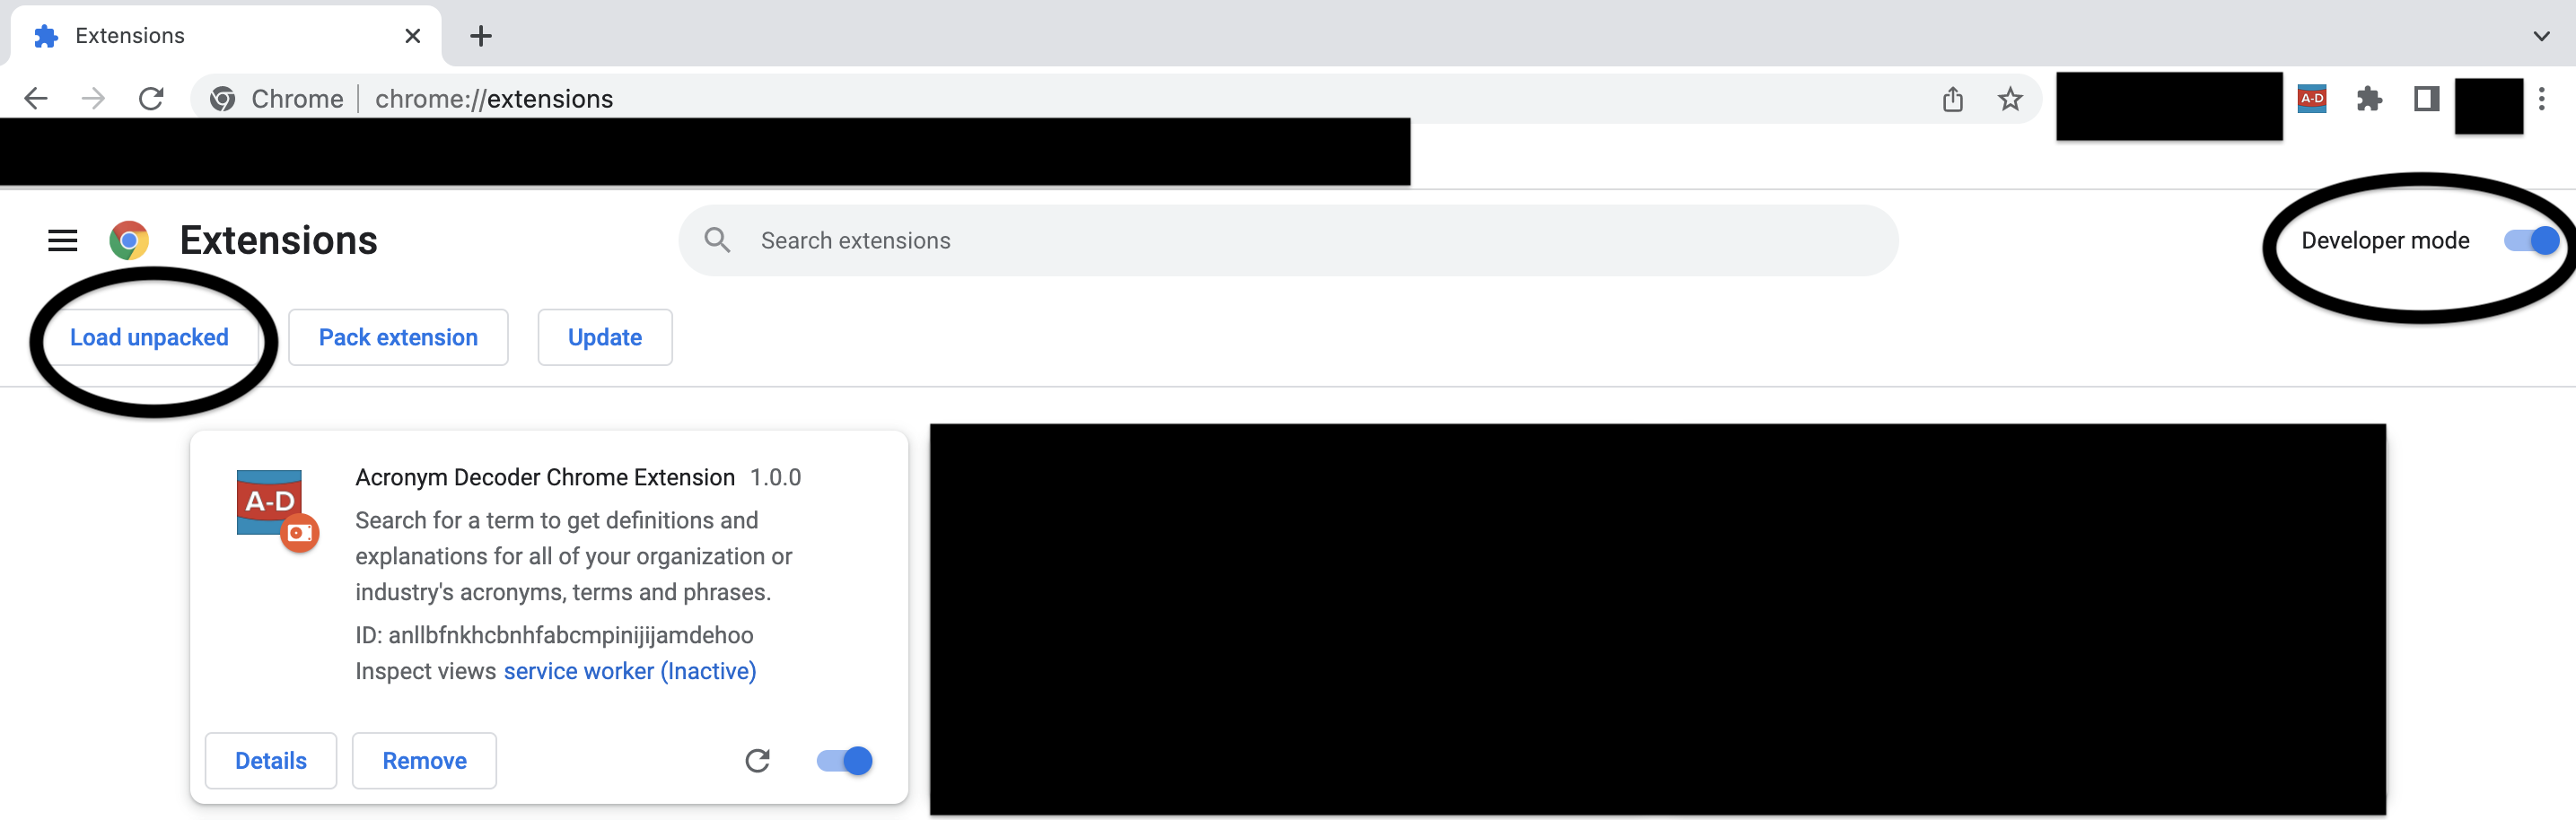 Extensions
Chrome | chrome://extensions
A-D
Extensions
Search extensions
Developer mode
Load unpacked
Pack extension
Update
A-D
Acronym Decoder Chrome Extension 1.0.0
Search for a term to get definitions and
explanations for all of your organization or
industry's acronyms, terms and phrases.
ID: anllbfnkhcbnhfabcmpinijijamdehoo
Inspect views service worker (Inactive)
Details
Remove